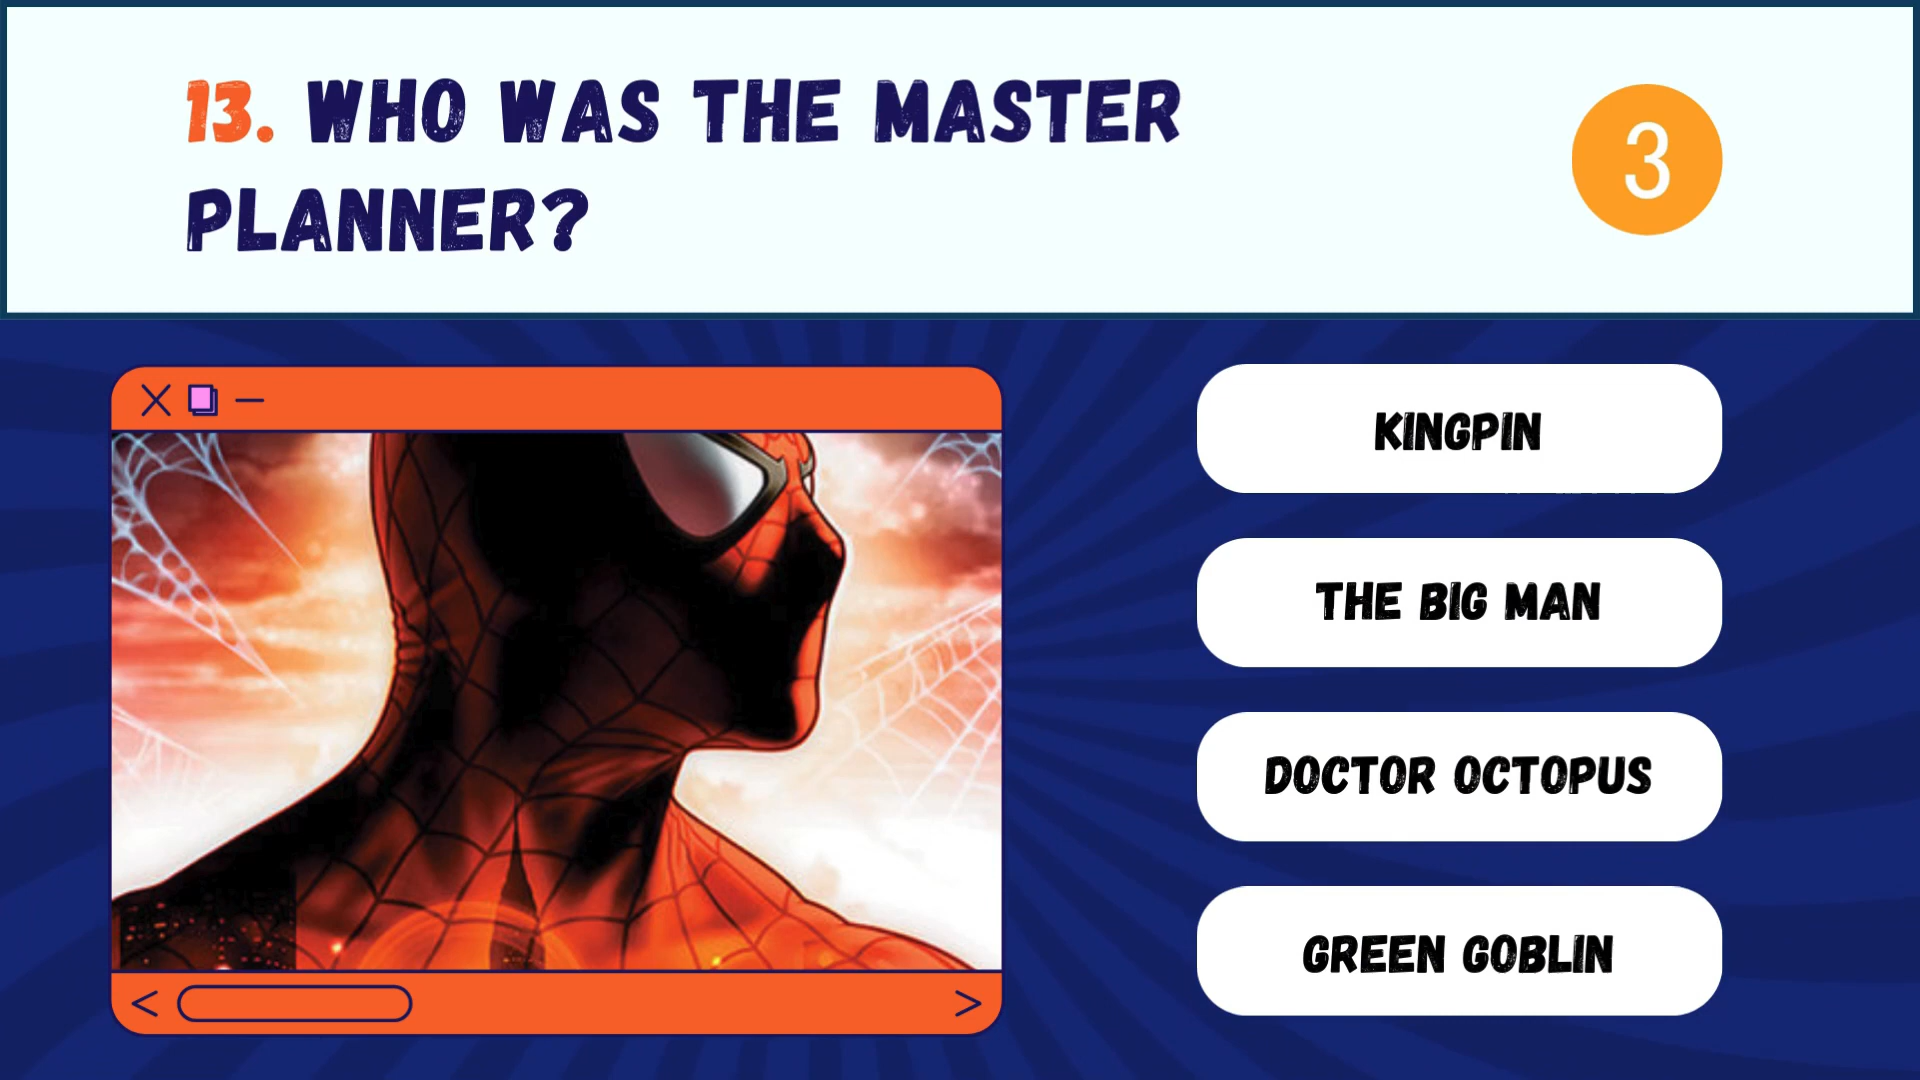 13. WHO WAS THE MASTER
PLANNER?
3
KINGPIN
THE BIG MAN
DOCTOR OCTOPUS
GREEN GOBLIN